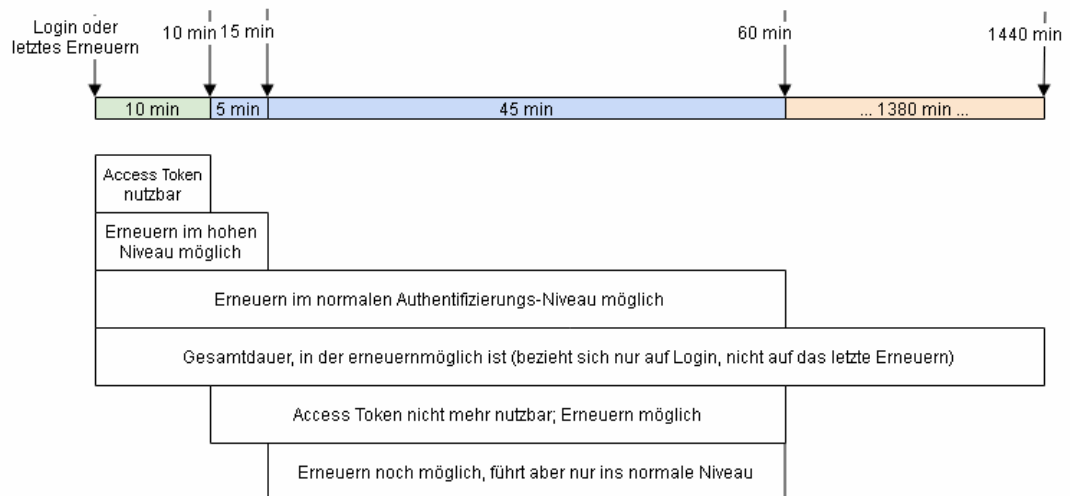 Login oder
letztes Erneuern
10 min
15 min
60 min
1440 min
10 min
5 min
45 min
... 1380 min ...
Access Token
nutzbar
Erneuern im hohen
Niveau möglich
Erneuern im normalen Authentifizierungs-Niveau möglich
Gesamtdauer, in der erneuernmöglich ist (bezieht sich nur auf Login, nicht auf das letzte Erneuern)
Access Token nicht mehr nutzbar; Erneuern möglich
Erneuern noch möglich, führt aber nur ins normale Niveau